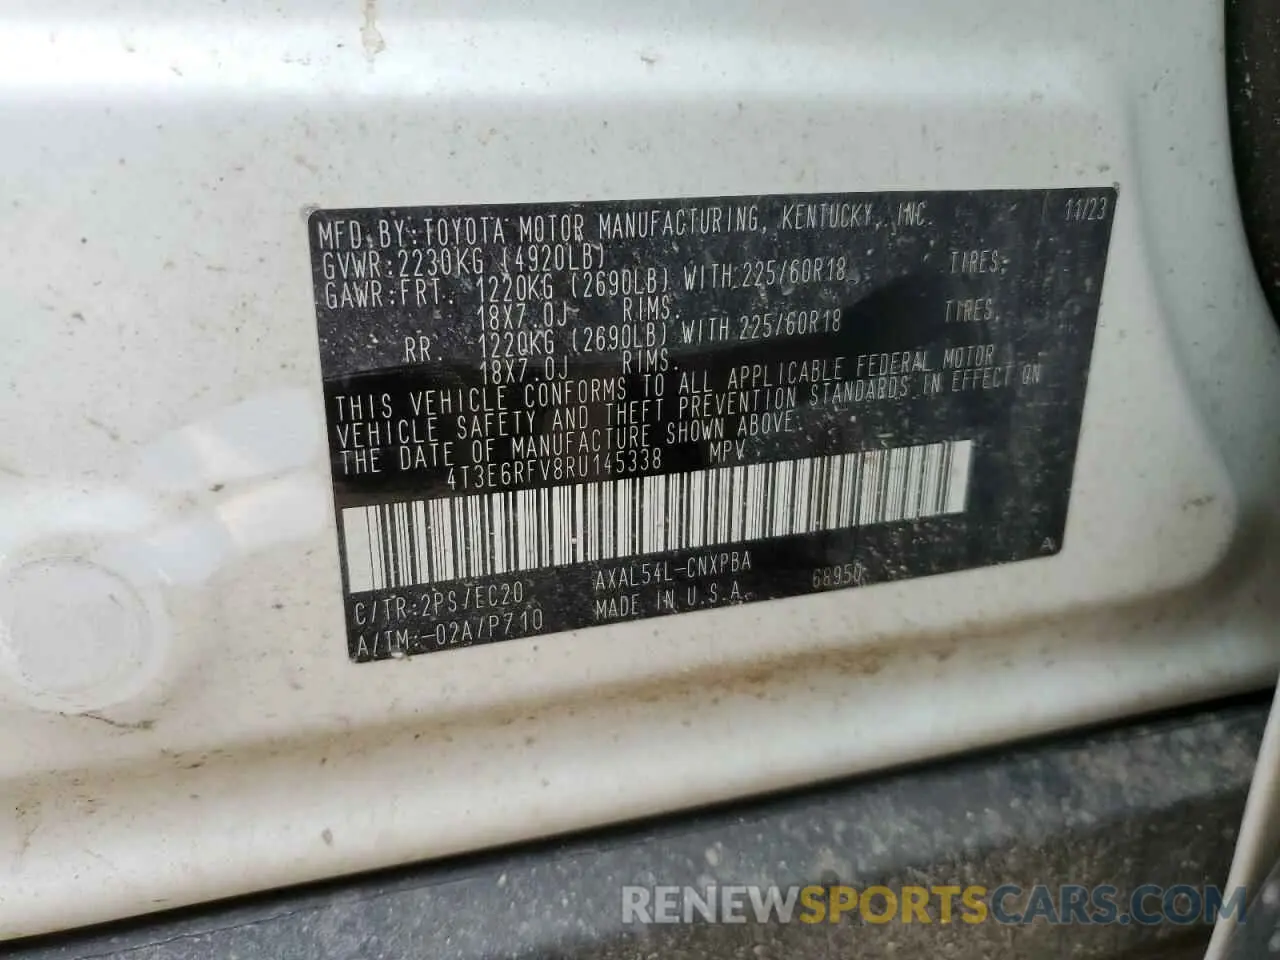 MFD.BY:TOYOTA MOTOR MANUFACTURING, KENTUCKY, INC. 11/23
GVWR:2230KG (4920LB)
GAWR:FRT. 1220KG (2690LB) WITH 225/60R18 TIRES,
18X7.0J RIMS.
RR. 1220KG (2690LB) WITH 225/60R18 TIRES,
18X7.0J RIMS.
THIS VEHICLE CONFORMS TO ALL APPLICABLE FEDERAL MOTOR
VEHICLE SAFETY AND THEFT PREVENTION STANDARDS IN EFFECT ON
THE DATE OF MANUFACTURE SHOWN ABOVE.
4T3E6RFV8RU145338 MPV
C/TR:2PS/EC20 AXAL54L-CNXPBA
A/TM:-02A/P710 MADE IN U.S.A. 68950
A
RENEWSPORTSCARS.COM